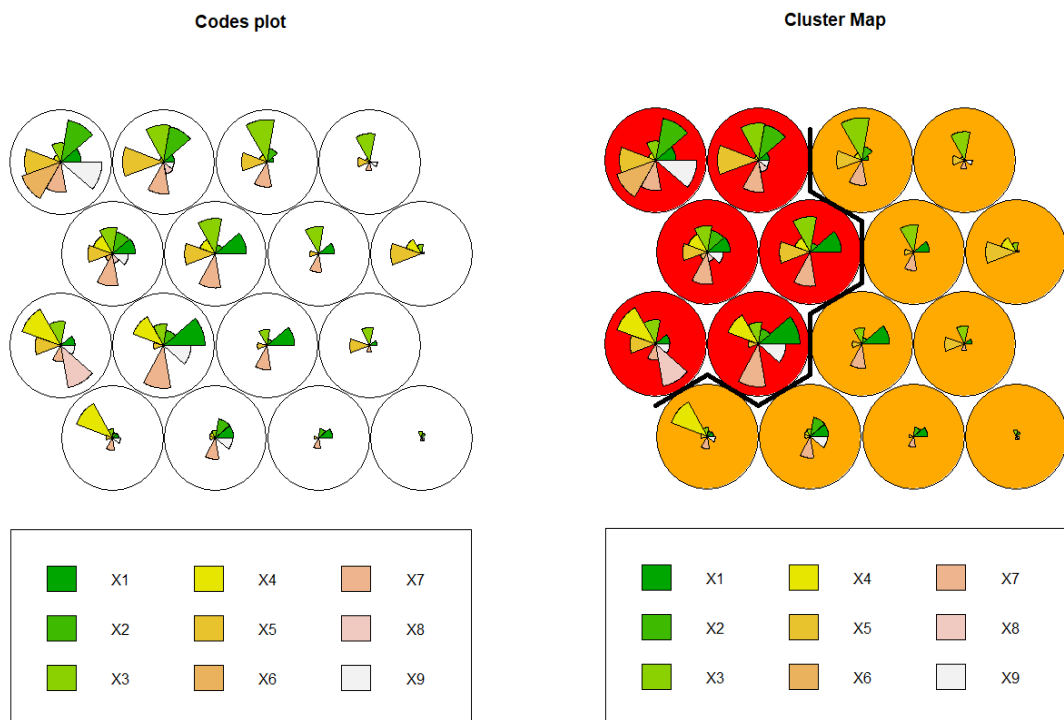 Codes plot
Cluster Map
X1 X4 X7
X2 X5 X8
X3 X6 X9
X1 X4 X7
X2 X5 X8
X3 X6 X9